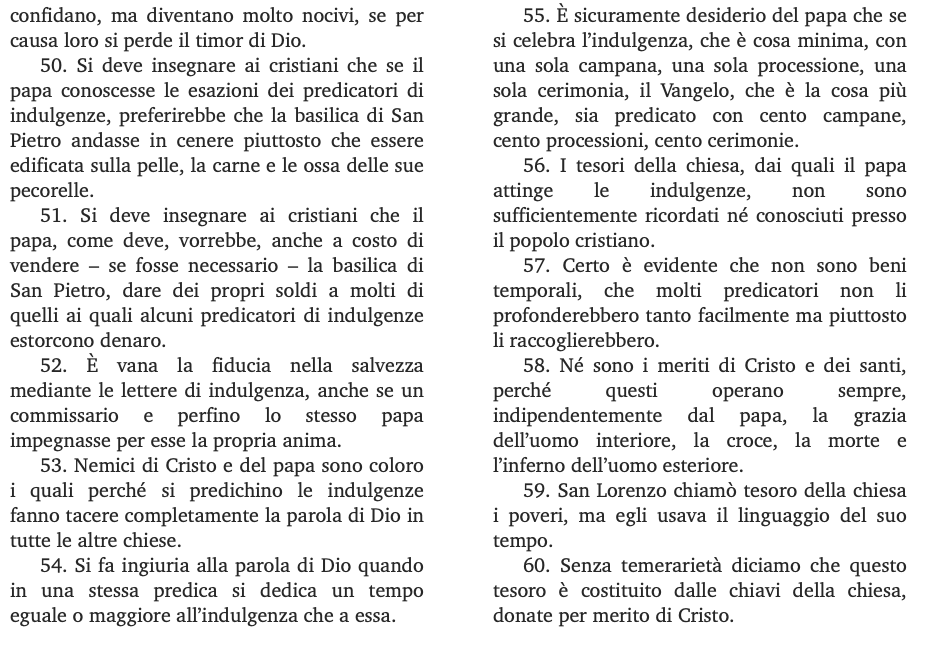 confidano, ma diventano molto nocivi, se per
causa loro si perde il timor di Dio.
50. Si deve insegnare ai cristiani che se il
papa conoscesse le esazioni dei predicatori di
indulgenze, preferirebbe che la basilica di San
Pietro andasse in cenere piuttosto che essere
edificata sulla pelle, la carne e le ossa delle sue
pecorelle.
51. Si deve insegnare ai cristiani che il
papa, come deve, vorrebbe, anche a costo di
vendere – se fosse necessario – la basilica di
San Pietro, dare dei propri soldi a molti di
quelli ai quali alcuni predicatori di indulgenze
estorcono denaro.
52. È vana la fiducia nella salvezza
mediante le lettere di indulgenza, anche se un
commissario e perfino lo stesso papa
impegnasse per esse la propria anima.
53. Nemici di Cristo e del papa sono coloro
i quali perché si predichino le indulgenze
fanno tacere completamente la parola di Dio in
tutte le altre chiese.
54. Si fa ingiuria alla parola di Dio quando
in una stessa predica si dedica un tempo
eguale o maggiore all’indulgenza che a essa.
55. È sicuramente desiderio del papa che se
si celebra l’indulgenza, che è cosa minima, con
una sola campana, una sola processione, una
sola cerimonia, il Vangelo, che è la cosa più
grande, sia predicato con cento campane,
cento processioni, cento cerimonie.
56. I tesori della chiesa, dai quali il papa
attinge le indulgenze, non sono
sufficientemente ricordati né conosciuti presso
il popolo cristiano.
57. Certo è evidente che non sono beni
temporali, che molti predicatori non li
profonderebbero tanto facilmente ma piuttosto
li raccoglierebbero.
58. Né sono i meriti di Cristo e dei santi,
perché questi operano sempre,
indipendentemente dal papa, la grazia
dell’uomo interiore, la croce, la morte e
l’inferno dell’uomo esteriore.
59. San Lorenzo chiamò tesoro della chiesa
i poveri, ma egli usava il linguaggio del suo
tempo.
60. Senza temerarietà diciamo che questo
tesoro è costituito dalle chiavi della chiesa,
donate per merito di Cristo.